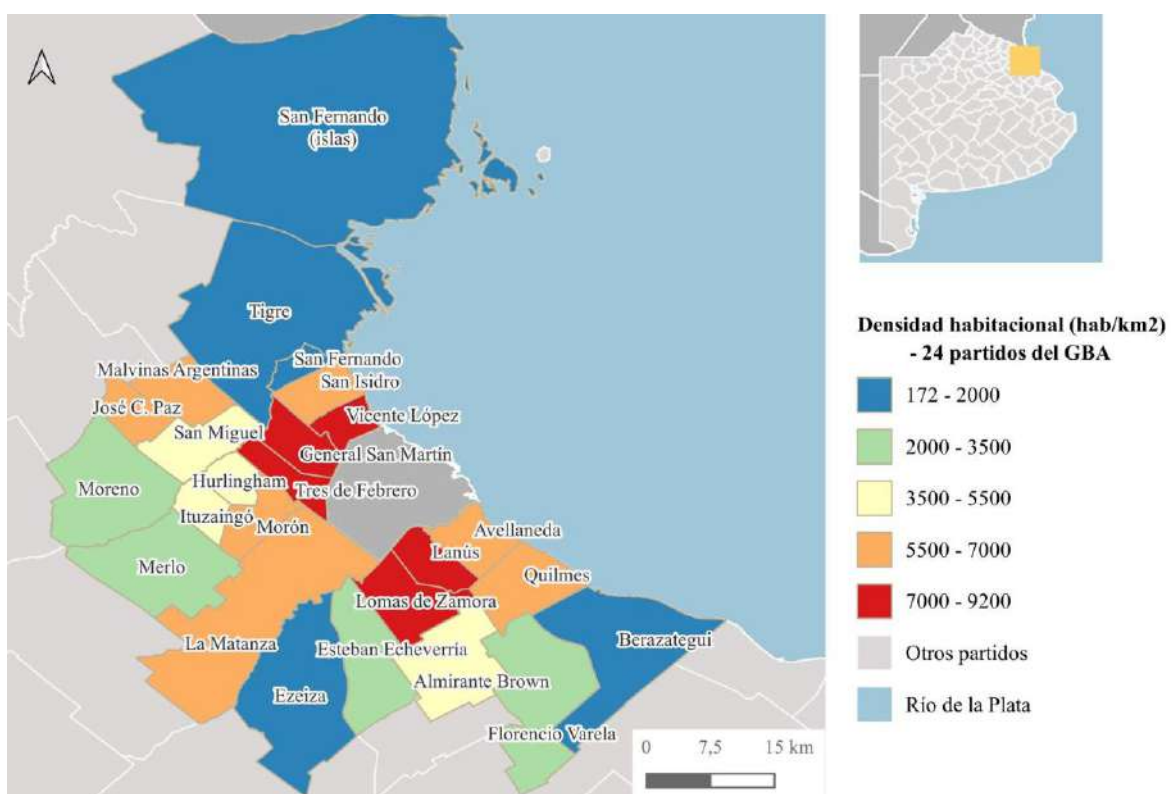 San Fernando
(islas)
Tigre
San Fernando
Malvinas Argentinas
San Isidro
José C. Paz
Vicente López
San Miguel
General San Martín
Hurlingham
Tres de Febrero
Moreno
Ituzaingó
Morón
Avellaneda
Lanús
Merlo
Quilmes
Lomas de Zamora
La Matanza
Esteban Echeverría
Berazategui
Almirante Brown
Ezeiza
Florencio Varela
0 7,5 15 km
Densidad habitacional (hab/km2)
- 24 partidos del GBA
172 - 2000
2000 - 3500
3500 - 5500
5500 - 7000
7000 - 9200
Otros partidos
Río de la Plata